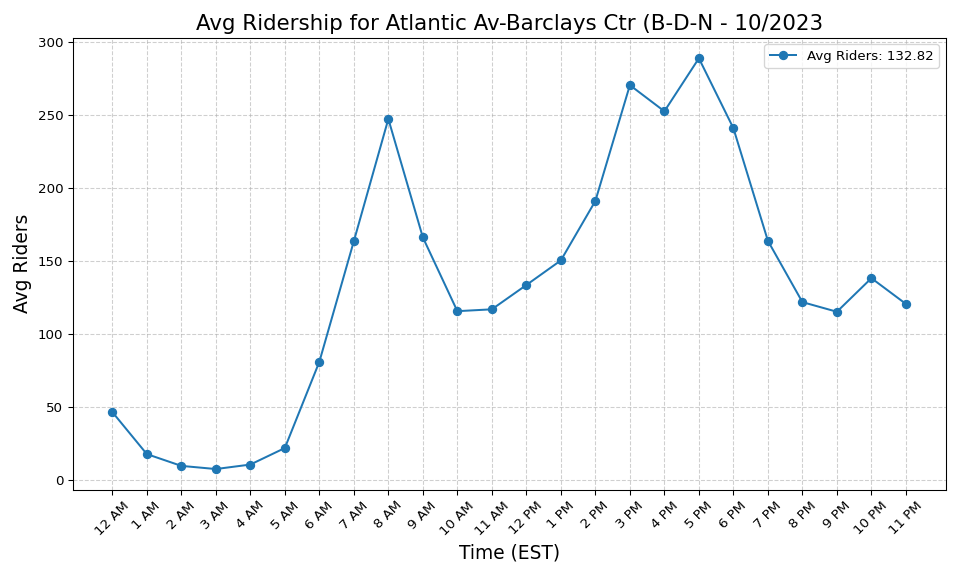 Avg Ridership for Atlantic Av-Barclays Ctr (B-D-N - 10/2023
Avg Riders: 132.82
Avg Riders
300
250
200
150
100
50
0
12 AM
1 AM
2 AM
3 AM
4 AM
5 AM
6 AM
7 AM
8 AM
9 AM
10 AM
11 AM
12 PM
1 PM
2 PM
3 PM
4 PM
5 PM
6 PM
7 PM
8 PM
9 PM
10 PM
11 PM
Time (EST)